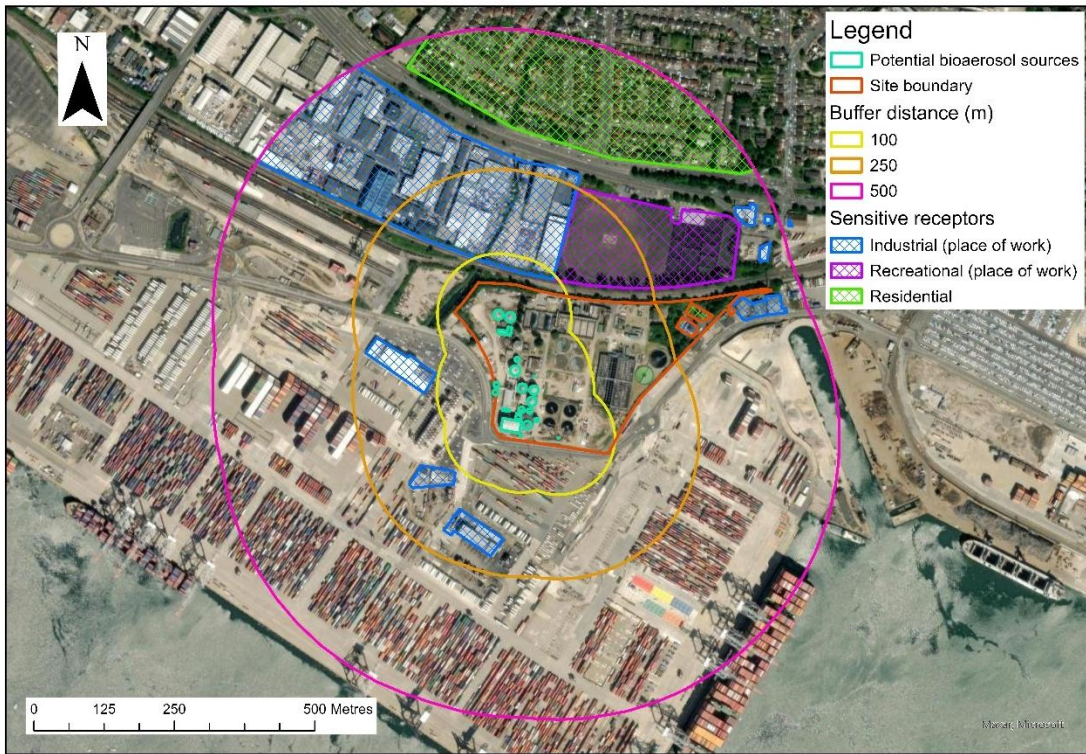 N
Legend
Potential bioaerosol sources
Site boundary
Buffer distance (m)
100
250
500
Sensitive receptors
Industrial (place of work)
Recreational (place of work)
Residential
0 125 250 500 Metres
Microsoft